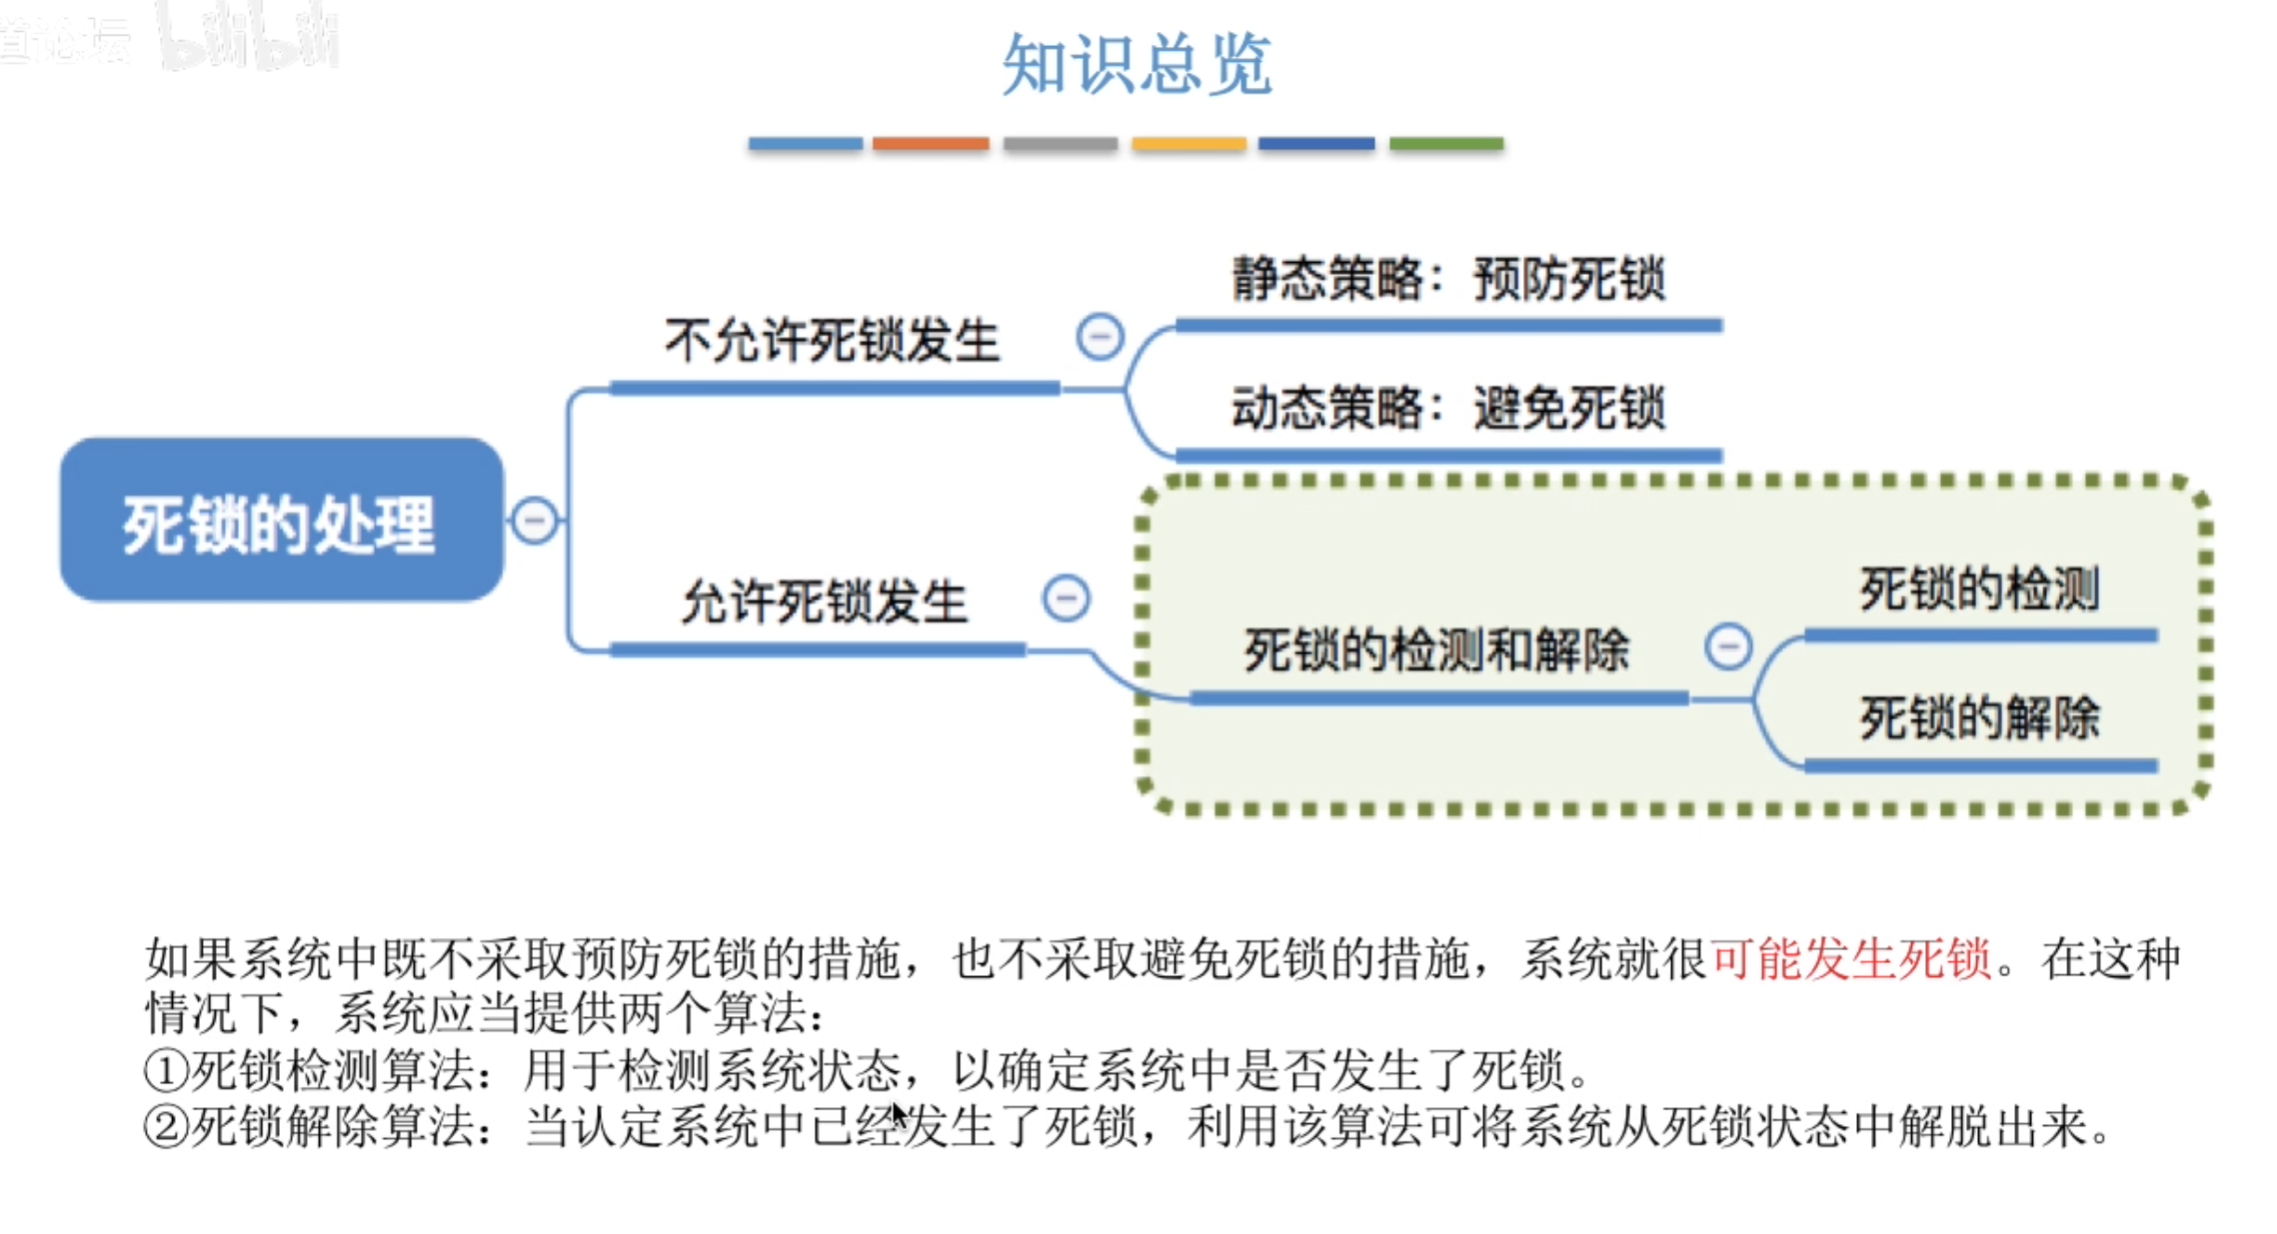 道论坛 bilibili
知识总览
静态策略：预防死锁
不允许死锁发生
动态策略：避免死锁
死锁的处理
允许死锁发生
死锁的检测
死锁的检测和解除
死锁的解除
如果系统中既不采取预防死锁的措施，也不采取避免死锁的措施，系统就很可能发生死锁。在这种
情况下，系统应当提供两个算法：
①死锁检测算法：用于检测系统状态，以确定系统中是否发生了死锁。
②死锁解除算法：当认定系统中已经发生了死锁，利用该算法可将系统从死锁状态中解脱出来。